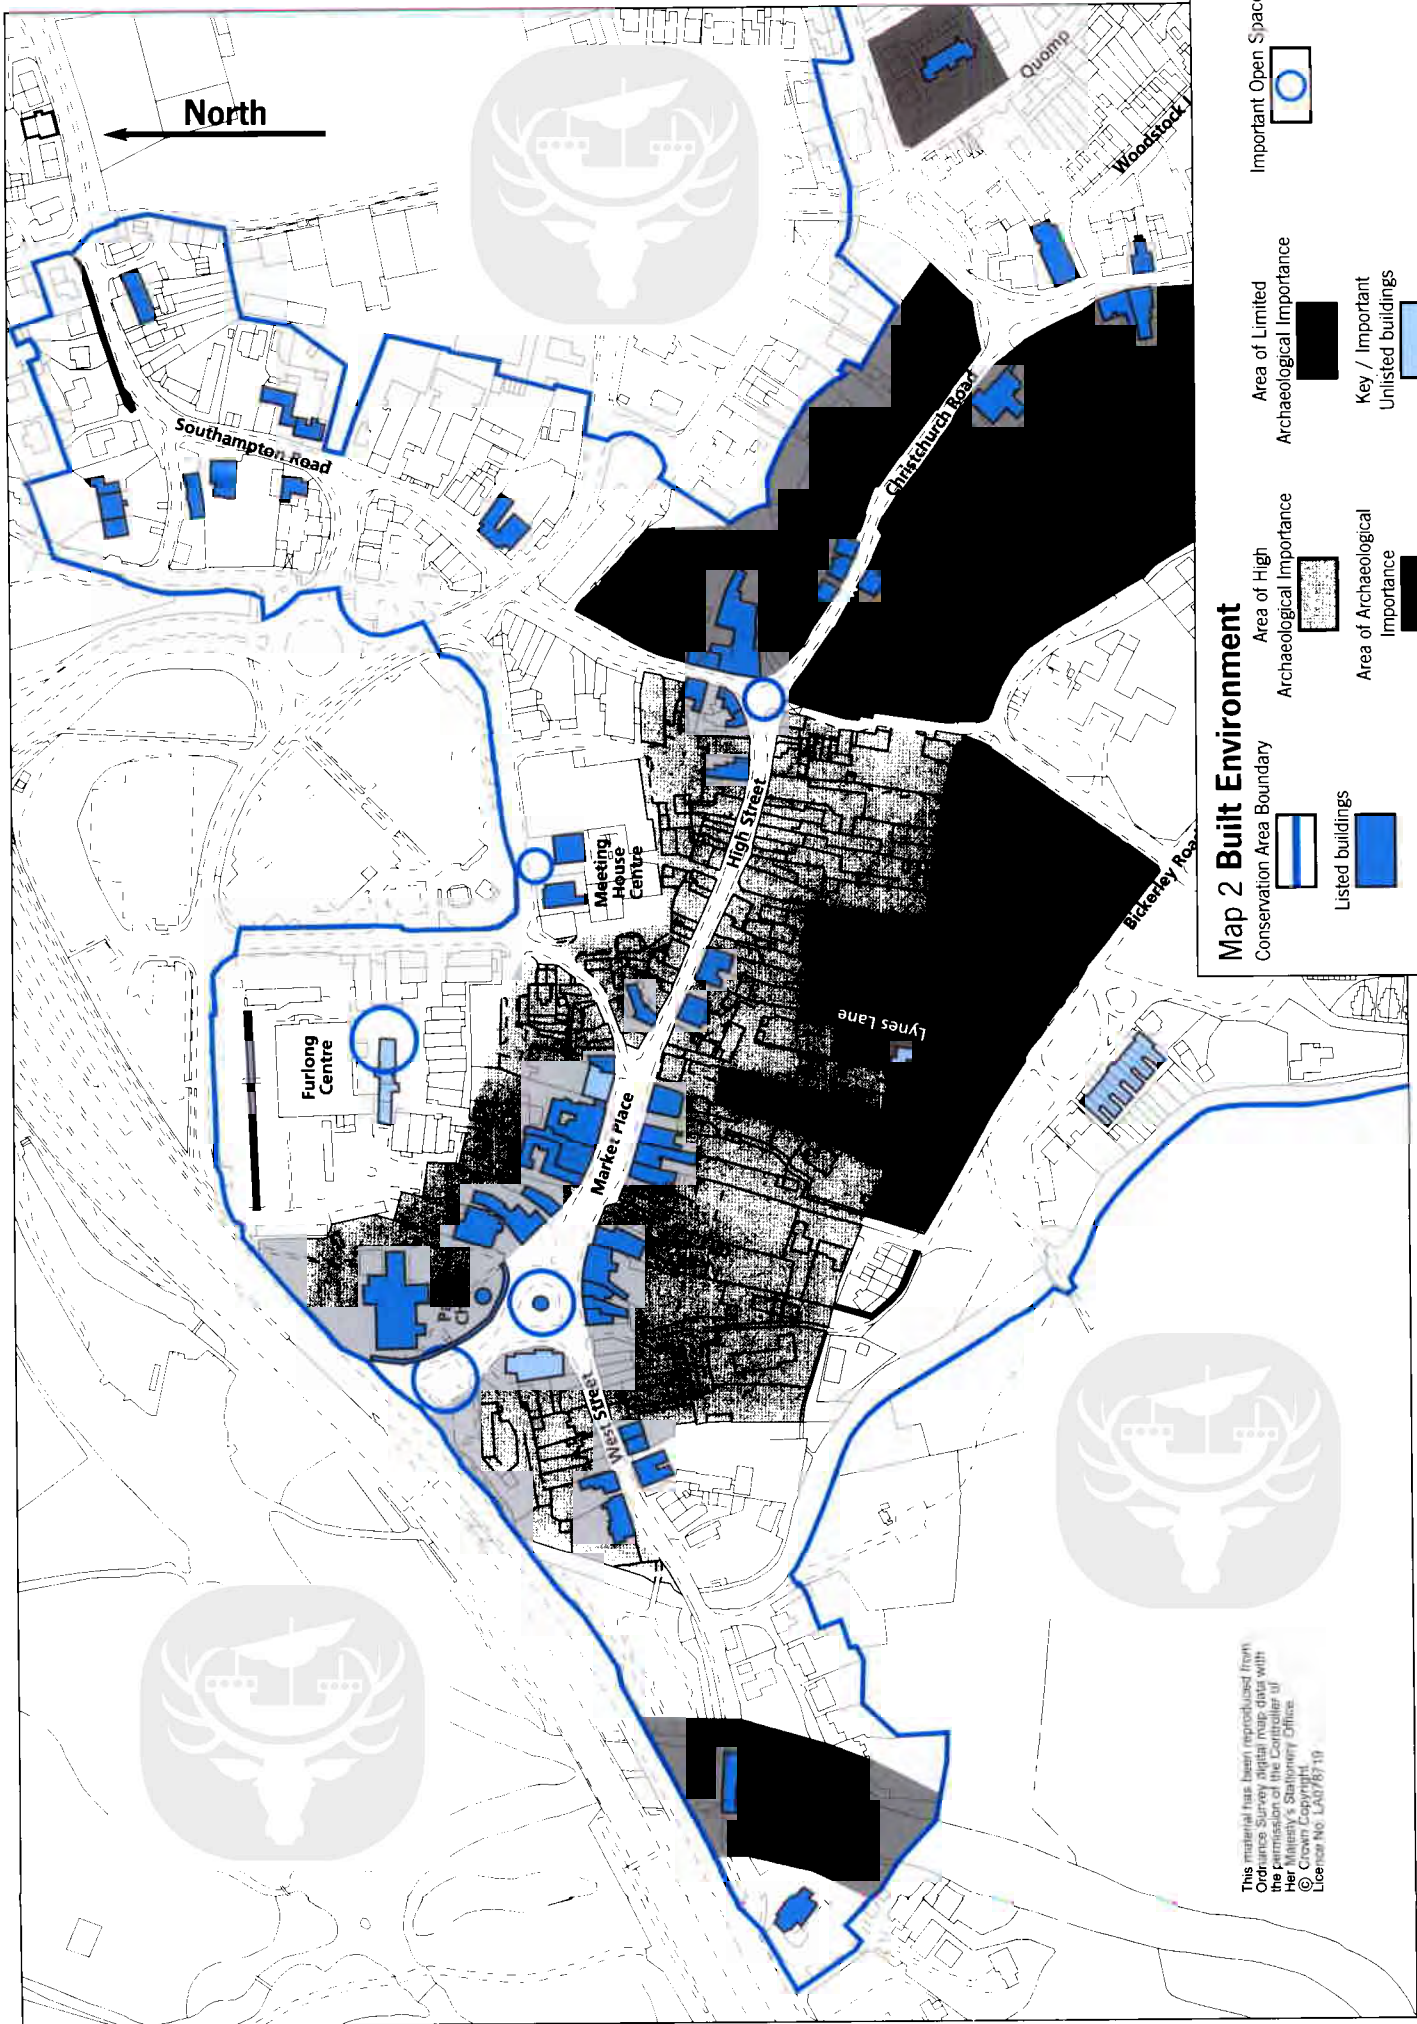 North
Quomp
Woodstock
Southampton Road
Christchurch Road
High Street
Meeting
House
Centre
Furlong
Centre
Market Place
West Street
Lynes Lane
Bickerley Road
Map 2 Built Environment
Conservation Area Boundary
Listed buildings
Area of High
Archaeological Importance
Area of Archaeological
Importance
Area of Limited
Archaeological Importance
Key / Important
Unlisted buildings
Important Open Space
This material has been reproduced from
Ordnance Survey digital map data with
the permission of the Controller of
Her Majesty's Stationery Office
© Crown Copyright.
Licence No. LA078719